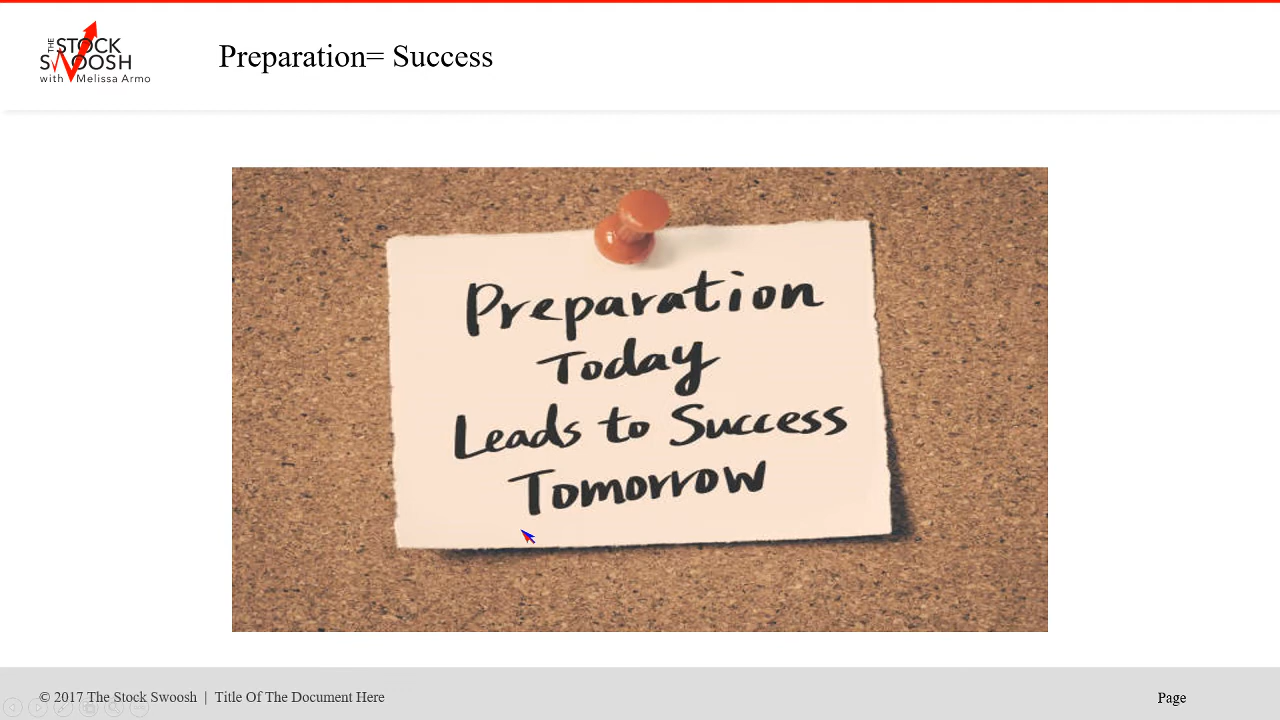 THE STOCK
SWOOSH
with Melissa Armo
Preparation= Success
Preparation
Today
Leads to Success
Tomorrow
© 2017 The Stock Swoosh | Title Of The Document Here
Page